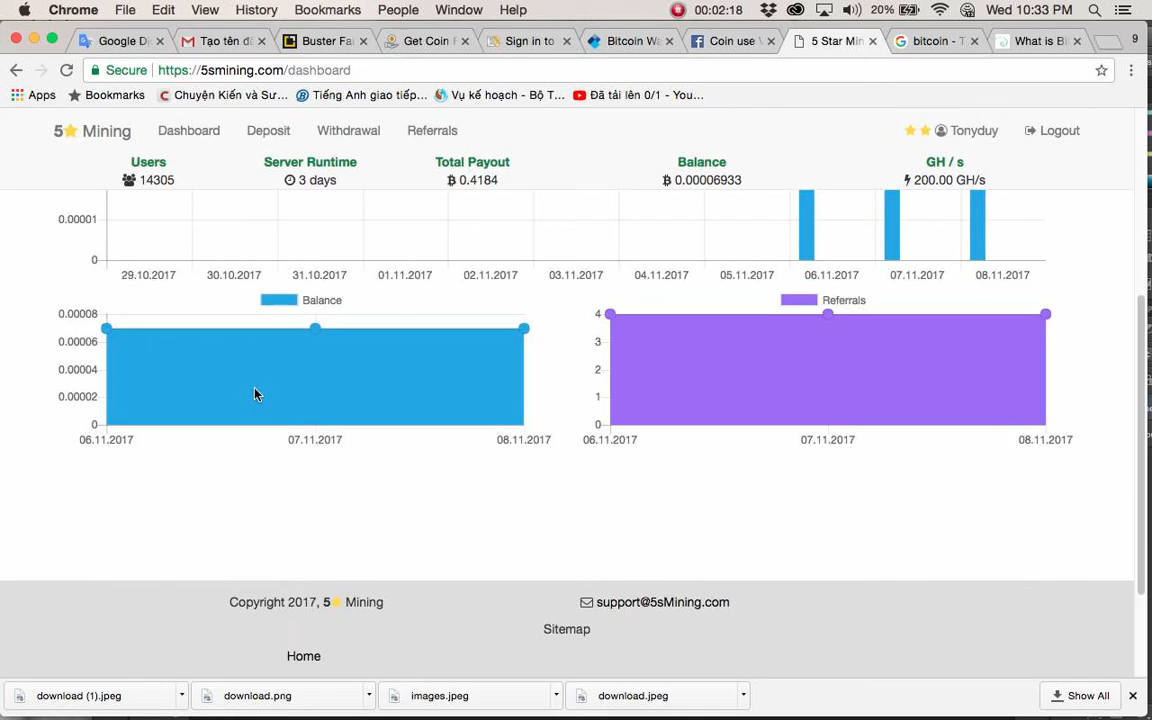 Chrome File Edit View History Bookmarks People Window Help 00:02:18 20% Wed 10:33 PM
Google D Tạo tên đ Buster Fa Get Coin Sign in to Bitcoin W Coin use 5 Star Min bitcoin - T What is Bi 9
Secure https://5smining.com/dashboard
Apps Bookmarks Chuyện Kiến và Sư... Tiếng Anh giao tiếp... Vụ kế hoạch - Bộ T... Đã tải lên 0/1 - You...
5 Mining Dashboard Deposit Withdrawal Referrals Tonyduy Logout
Users Server Runtime Total Payout Balance GH / s
14305 3 days 0.4184 0.00006933 200.00 GH/s
0.00001
0
29.10.2017 30.10.2017 31.10.2017 01.11.2017 02.11.2017 03.11.2017 04.11.2017 05.11.2017 06.11.2017 07.11.2017 08.11.2017
Balance
0.00008
0.00006
0.00004
0.00002
0
06.11.2017 07.11.2017 08.11.2017
Referrals
4
3
2
1
0
06.11.2017 07.11.2017 08.11.2017
Copyright 2017, 5 Mining support@5sMining.com
Sitemap
Home
download (1).jpeg download.png images.jpeg download.jpeg Show All